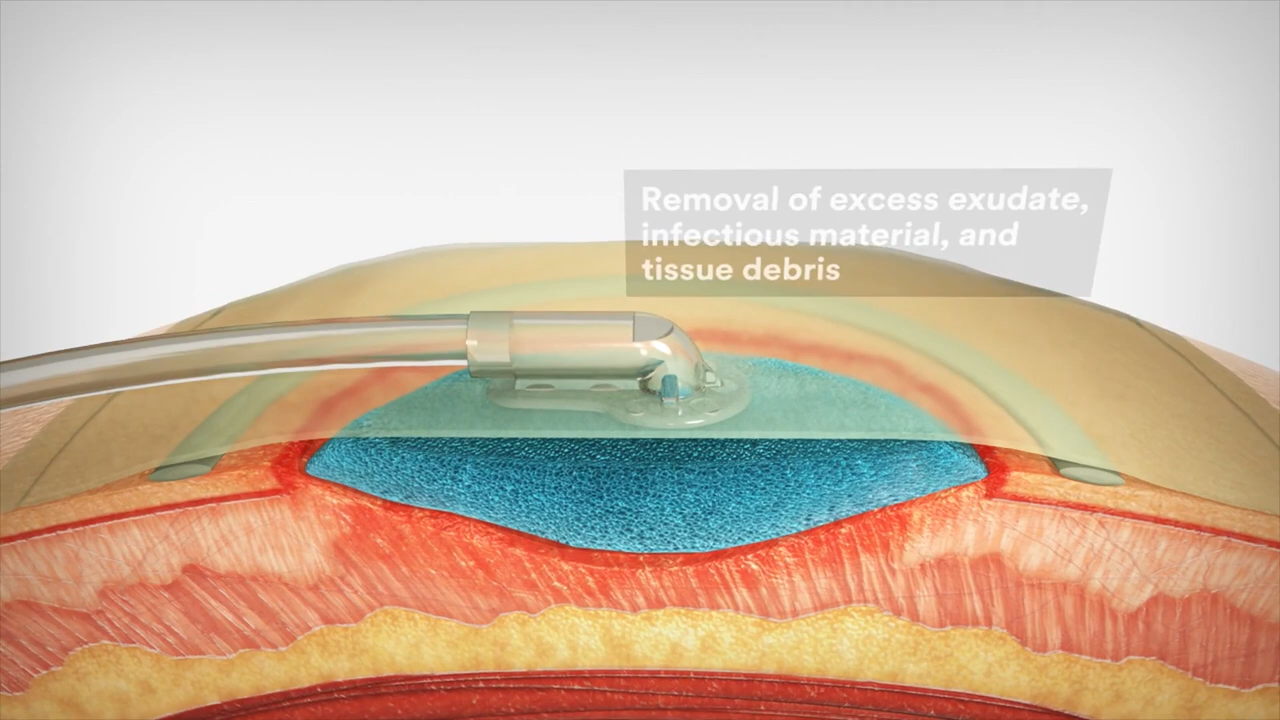 Removal of excess exudate,
infectious material, and
tissue debris